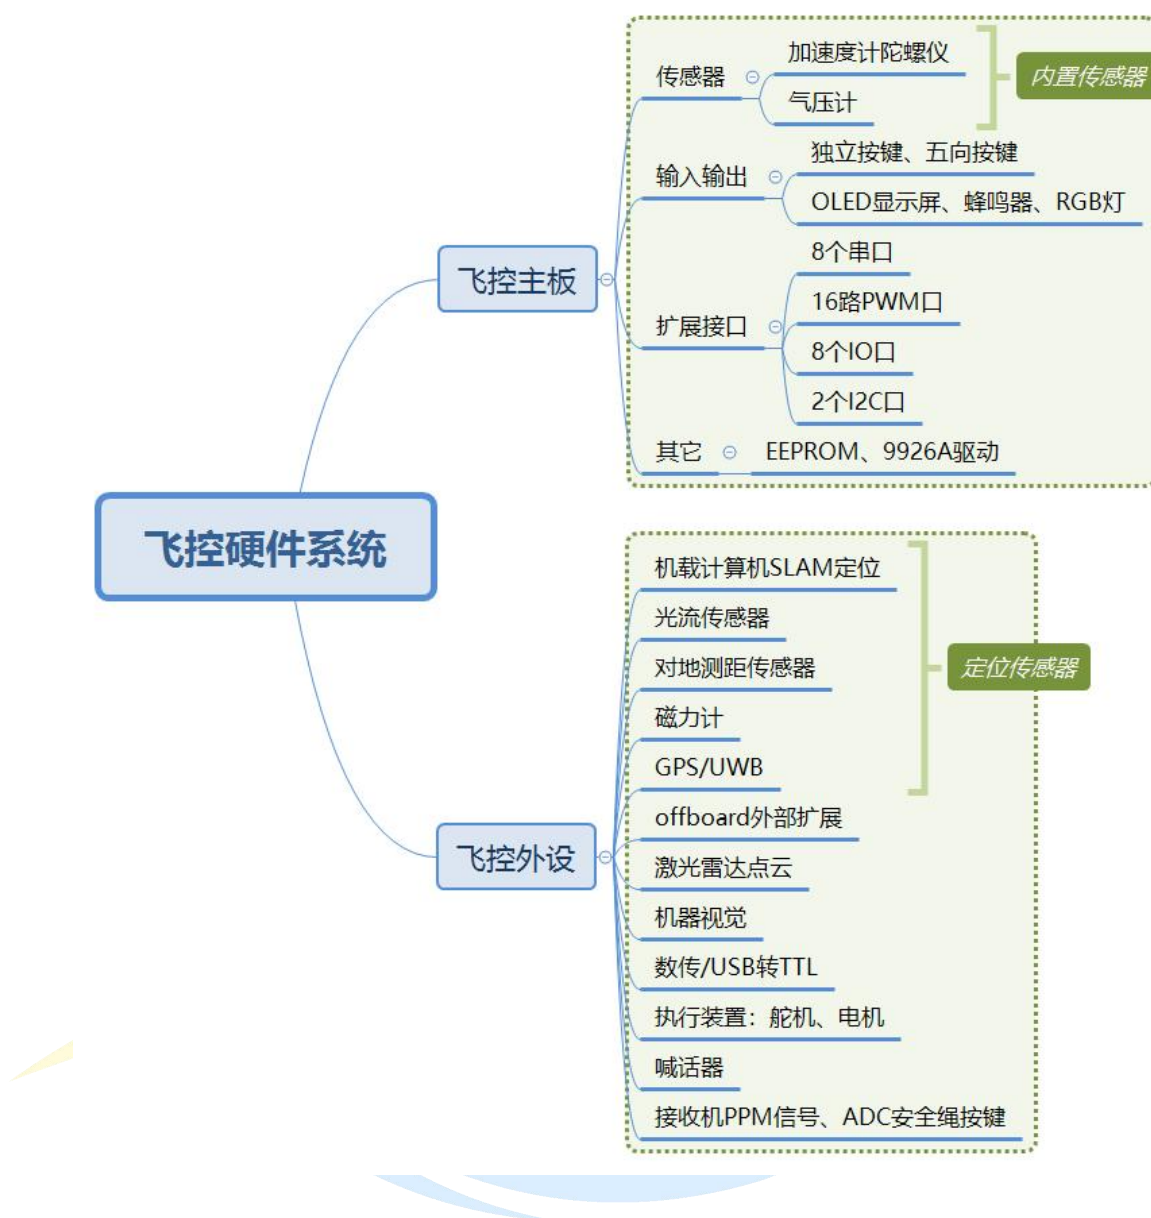 飞控硬件系统
飞控主板
传感器
加速度计陀螺仪
气压计
内置传感器
输入输出
独立按键、五向按键
OLED显示屏、蜂鸣器、RGB灯
扩展接口
8个串口
16路PWM口
8个IO口
2个I2C口
其它
EEPROM、9926A驱动
飞控外设
机载计算机SLAM定位
光流传感器
对地测距传感器
磁力计
GPS/UWB
定位传感器
offboard外部扩展
激光雷达点云
机器视觉
数传/USB转TTL
执行装置：舵机、电机
喊话器
接收机PPM信号、ADC安全绳按键